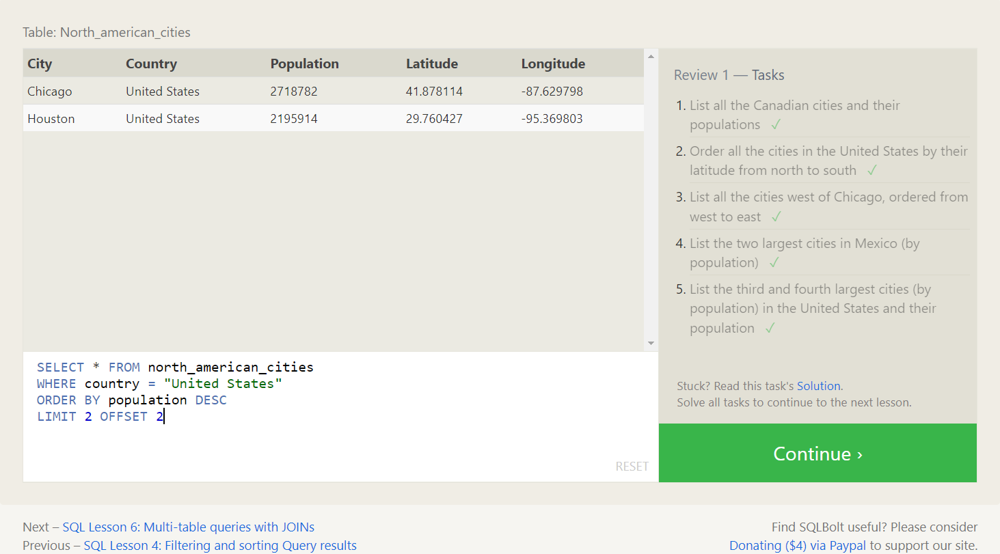 Table: North_american_cities
City Country Population Latitude Longitude
Chicago United States 2718782 41.878114 -87.629798
Houston United States 2195914 29.760427 -95.369803
SELECT * FROM north_american_cities
WHERE country = "United States"
ORDER BY population DESC
LIMIT 2 OFFSET 2
RESET
Review 1 — Tasks
1. List all the Canadian cities and their
populations ✓
2. Order all the cities in the United States by their
latitude from north to south ✓
3. List all the cities west of Chicago, ordered from
west to east ✓
4. List the two largest cities in Mexico (by
population) ✓
5. List the third and fourth largest cities (by
population) in the United States and their
population ✓
Stuck? Read this task's Solution.
Solve all tasks to continue to the next lesson.
Continue ›
Next – SQL Lesson 6: Multi-table queries with JOINs
Previous – SQL Lesson 4: Filtering and sorting Query results
Find SQLBolt useful? Please consider
Donating ($4) via Paypal to support our site.